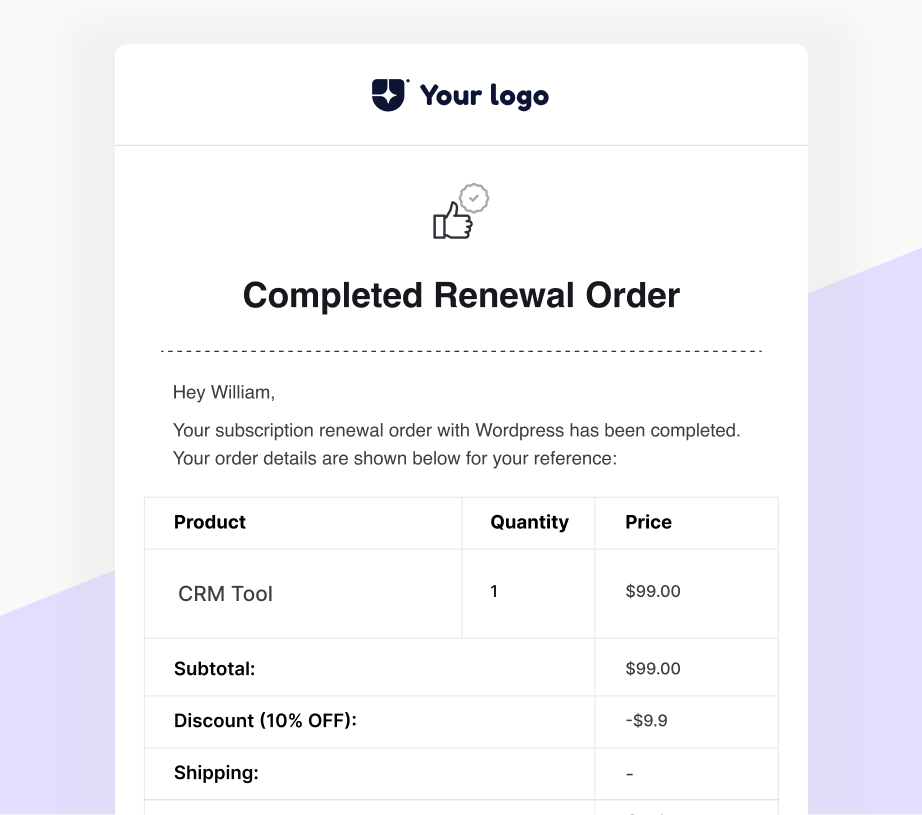 Your logo
Completed Renewal Order
Hey William,
Your subscription renewal order with Wordpress has been completed.
Your order details are shown below for your reference:
Product Quantity Price
CRM Tool 1 $99.00
Subtotal: $99.00
Discount (10% OFF): -$9.9
Shipping: -